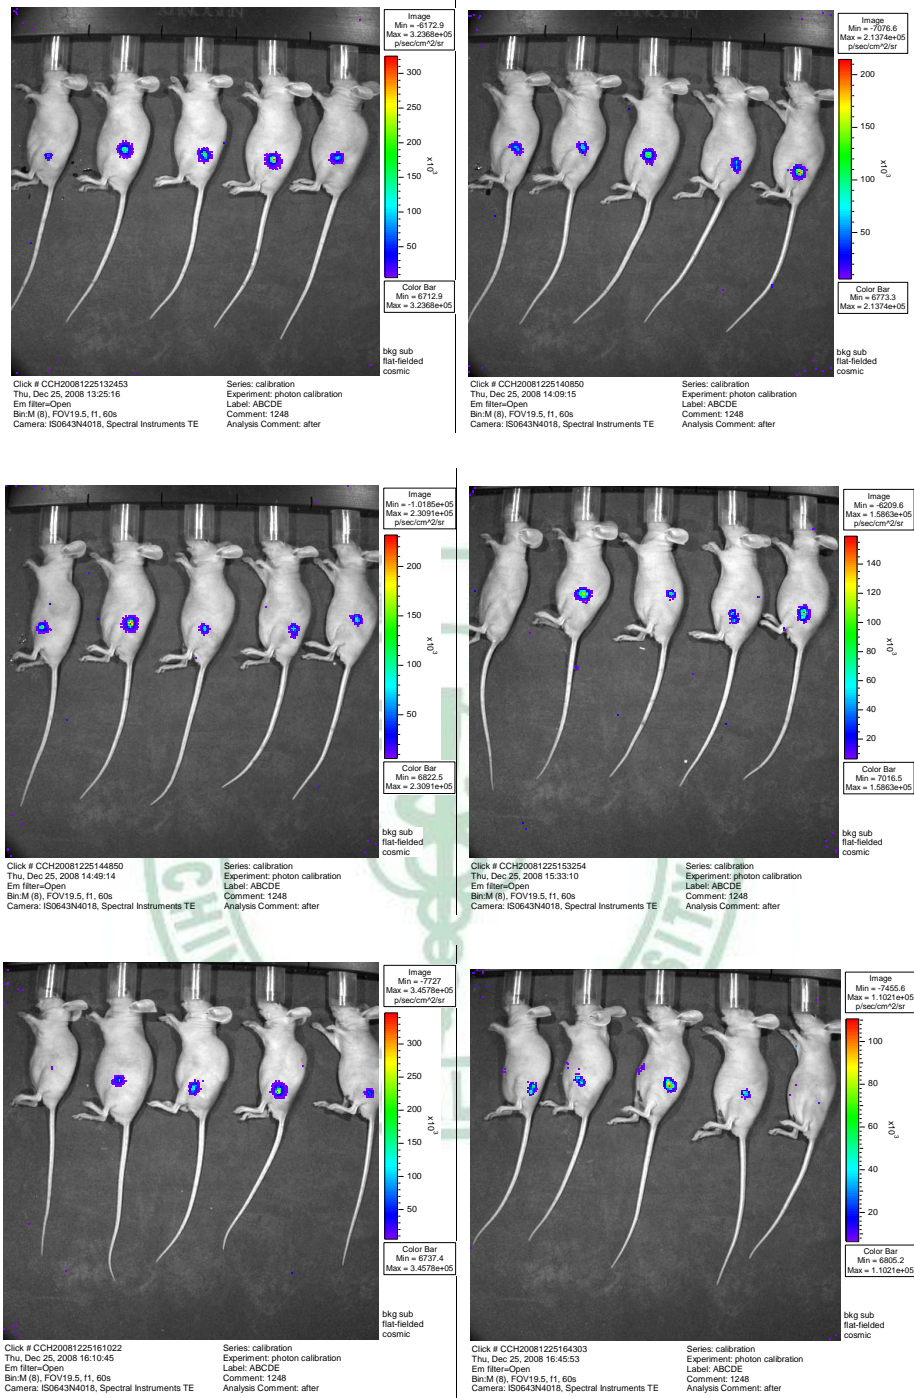 Image
Min = -6172.9
Max = 3.2368e+05
p/sec/cm^2/sr
300
250
200
150
100
50
x10^3
Color Bar
Min = 6712.9
Max = 3.2368e+05
bkg sub
flat-fielded
cosmic
Click # CCH20081225132453
Thu, Dec 25, 2008 13:25:16
Em filter=Open
Bin:M (8), FOV19.5, f1, 60s
Camera: IS0643N4018, Spectral Instruments TE
Series: calibration
Experiment: photon calibration
Label: ABCDE
Comment: 1248
Analysis Comment: after
Image
Min = -7076.6
Max = 2.1374e+05
p/sec/cm^2/sr
200
150
100
50
x10^3
Color Bar
Min = 6773.3
Max = 2.1374e+05
bkg sub
flat-fielded
cosmic
Click # CCH20081225140850
Thu, Dec 25, 2008 14:09:15
Em filter=Open
Bin:M (8), FOV19.5, f1, 60s
Camera: IS0643N4018, Spectral Instruments TE
Series: calibration
Experiment: photon calibration
Label: ABCDE
Comment: 1248
Analysis Comment: after
Image
Min = -1.0185e+05
Max = 2.3091e+05
p/sec/cm^2/sr
200
150
100
50
x10^3
Color Bar
Min = 6822.5
Max = 2.3091e+05
bkg sub
flat-fielded
cosmic
Click # CCH20081225144850
Thu, Dec 25, 2008 14:49:14
Em filter=Open
Bin:M (8), FOV19.5, f1, 60s
Camera: IS0643N4018, Spectral Instruments TE
Series: calibration
Experiment: photon calibration
Label: ABCDE
Comment: 1248
Analysis Comment: after
Image
Min = -6209.6
Max = 1.5863e+05
p/sec/cm^2/sr
140
120
100
80
60
40
20
x10^3
Color Bar
Min = 7016.5
Max = 1.5863e+05
bkg sub
flat-fielded
cosmic
Click # CCH20081225153254
Thu, Dec 25, 2008 15:33:10
Em filter=Open
Bin:M (8), FOV19.5, f1, 60s
Camera: IS0643N4018, Spectral Instruments TE
Series: calibration
Experiment: photon calibration
Label: ABCDE
Comment: 1248
Analysis Comment: after
Image
Min = -7727
Max = 3.4578e+05
p/sec/cm^2/sr
300
250
200
150
100
50
x10^3
Color Bar
Min = 6737.4
Max = 3.4578e+05
bkg sub
flat-fielded
cosmic
Click # CCH20081225161022
Thu, Dec 25, 2008 16:10:45
Em filter=Open
Bin:M (8), FOV19.5, f1, 60s
Camera: IS0643N4018, Spectral Instruments TE
Series: calibration
Experiment: photon calibration
Label: ABCDE
Comment: 1248
Analysis Comment: after
Image
Min = -7455.6
Max = 1.1021e+05
p/sec/cm^2/sr
100
80
60
40
20
x10^3
Color Bar
Min = 6805.2
Max = 1.1021e+05
bkg sub
flat-fielded
cosmic
Click # CCH20081225164303
Thu, Dec 25, 2008 16:45:53
Em filter=Open
Bin:M (8), FOV19.5, f1, 60s
Camera: IS0643N4018, Spectral Instruments TE
Series: calibration
Experiment: photon calibration
Label: ABCDE
Comment: 1248
Analysis Comment: after